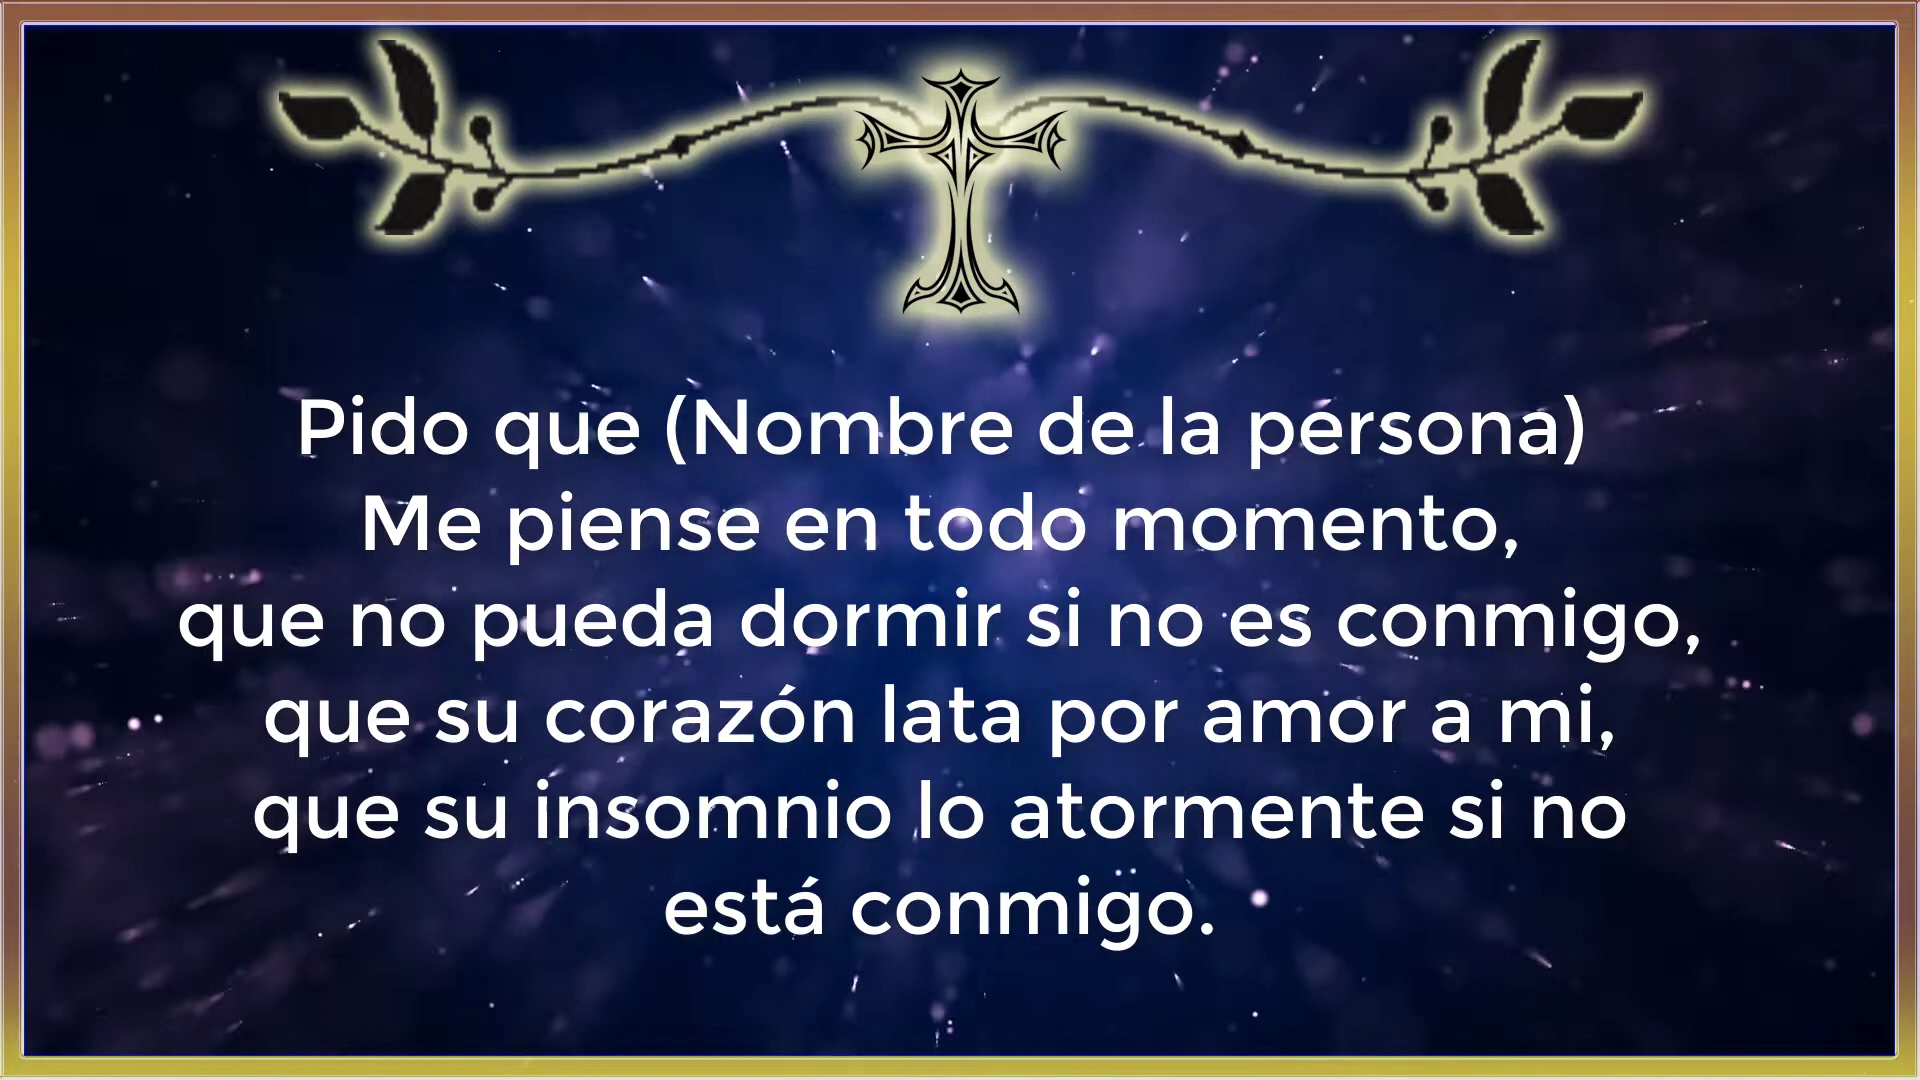 Pido que (Nombre de la persona)
Me piense en todo momento,
que no pueda dormir si no es conmigo,
que su corazón lata por amor a mi,
que su insomnio lo atormente si no
está conmigo.